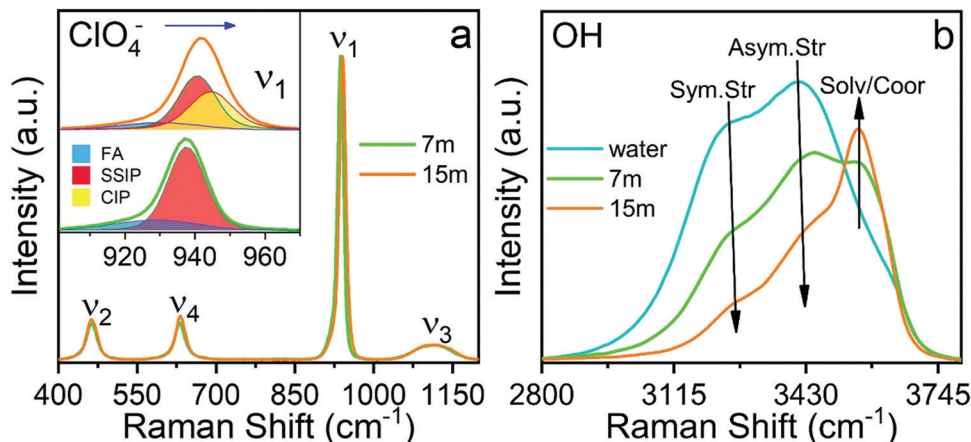 ClO₄⁻
ν₁
FA
SSIP
CIP
920 940 960
a
ν₁
7m
15m
ν₂
ν₄
ν₃
Intensity (a.u.)
400 550 700 850 1000 1150
Raman Shift (cm⁻¹)
OH
b
Asym.Str
Sym.Str
Solv/Coor
water
7m
15m
Intensity (a.u.)
2800 3115 3430 3745
Raman Shift (cm⁻¹)